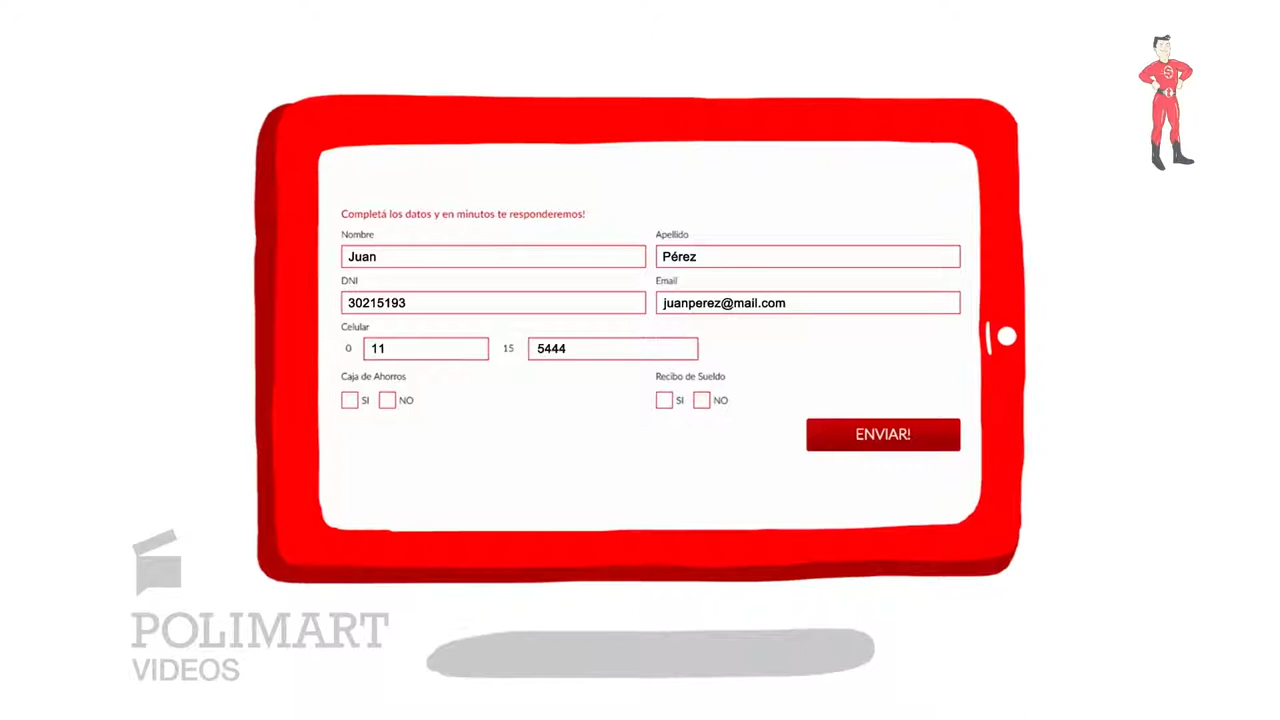 Completá los datos y en minutos te responderemos!
Nombre Apellido
Juan Pérez
DNI Email
30215193 juanperez@mail.com
Celular
0 11 15 5444
Caja de Ahorros Recibo de Sueldo
SI NO SI NO
ENVIAR!
POLIMART
VIDEOS
S